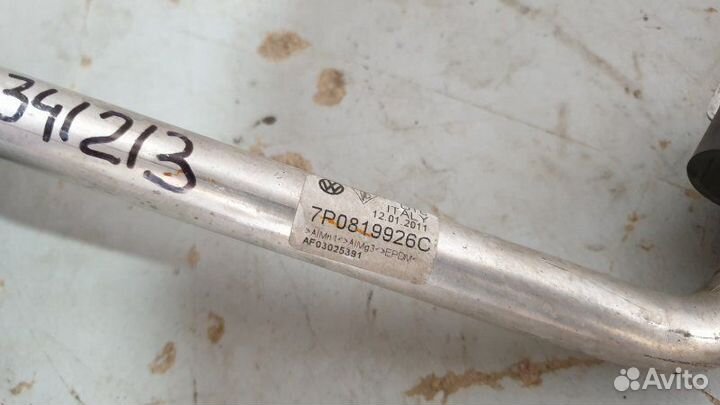 341213
ITALY
12.01.2011
7P0819926C
>AlMn1<>AlMg3<>EPDM<
AF03025391
Avito